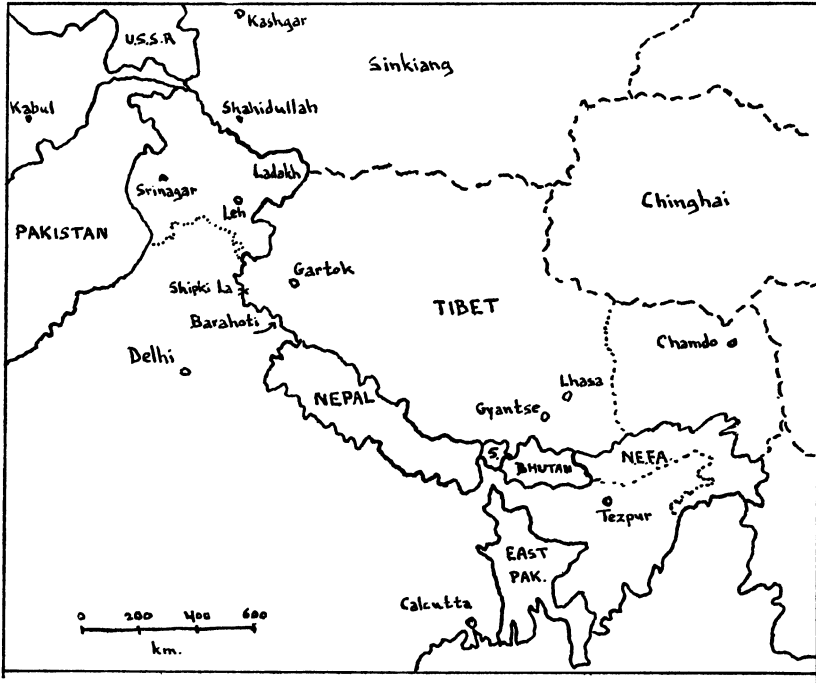 Kashgar
U.S.S.R
Sinkiang
Kabul
Shahidullah
Ladakh
Srinagar
Leh
Chinghai
PAKISTAN
Gartok
Shipki La
TIBET
Barahoti
Chamdo
Delhi
Lhasa
NEPAL
Gyantse
S.
BHUTAN
N.E.F.A.
Tezpur
EAST
PAK.
Calcutta
0 200 400 600
km.